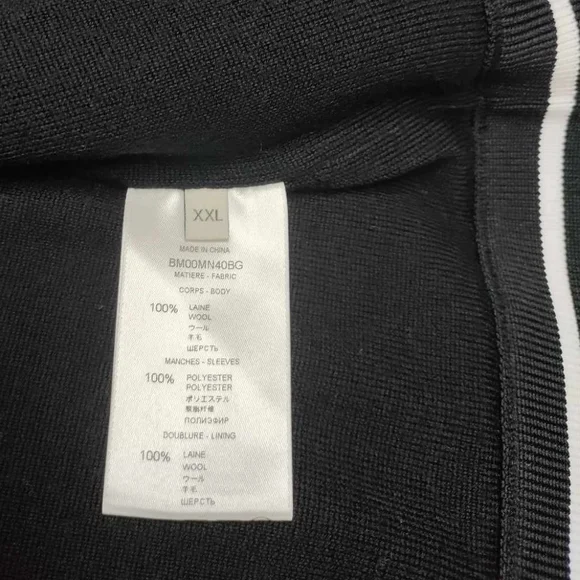 XXL
MADE IN CHINA
BM00MN40BG
MATIERE - FABRIC
CORPS - BODY
100% LAINE
WOOL
ウール
羊毛
ШЕРСТЬ
MANCHES - SLEEVES
100% POLYESTER
POLYESTER
ポリエステル
聚酯纤维
ПОЛИЭФИР
DOUBLURE - LINING
100% LAINE
WOOL
ウール
羊毛
ШЕРСТЬ